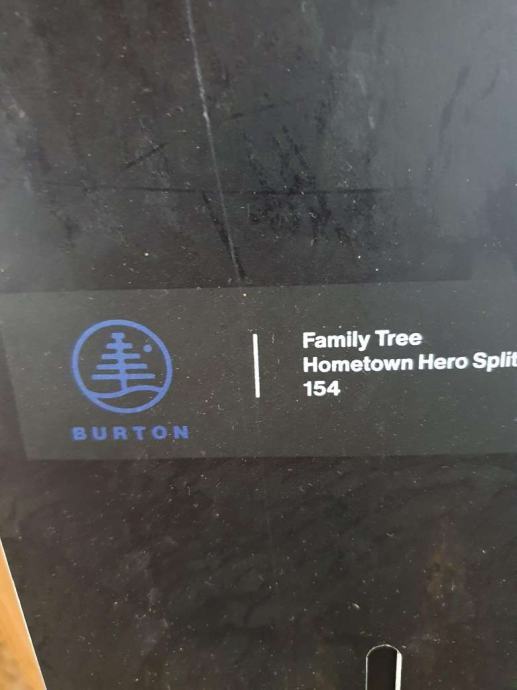 BURTON
Family Tree
Hometown Hero Split
154